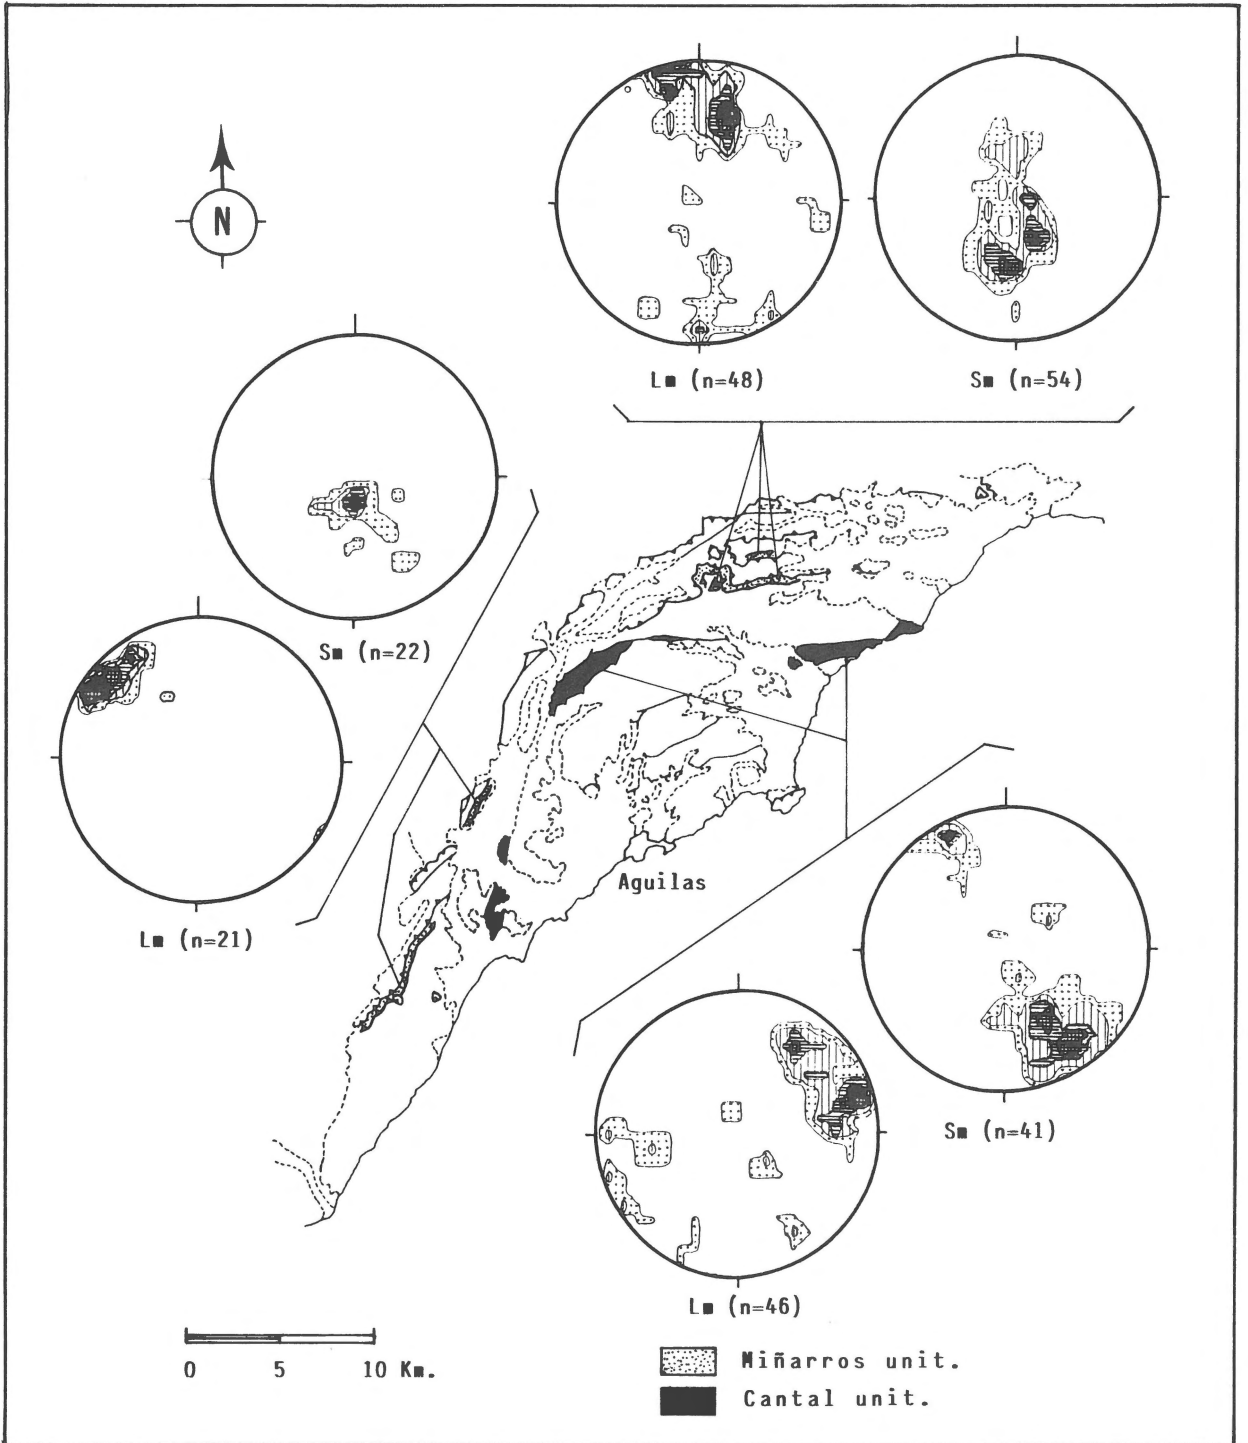 N
Lm (n=48)
Sm (n=54)
Sm (n=22)
Lm (n=21)
Aguilas
Sm (n=41)
Lm (n=46)
0 5 10 Km.
Miñarros unit.
Cantal unit.